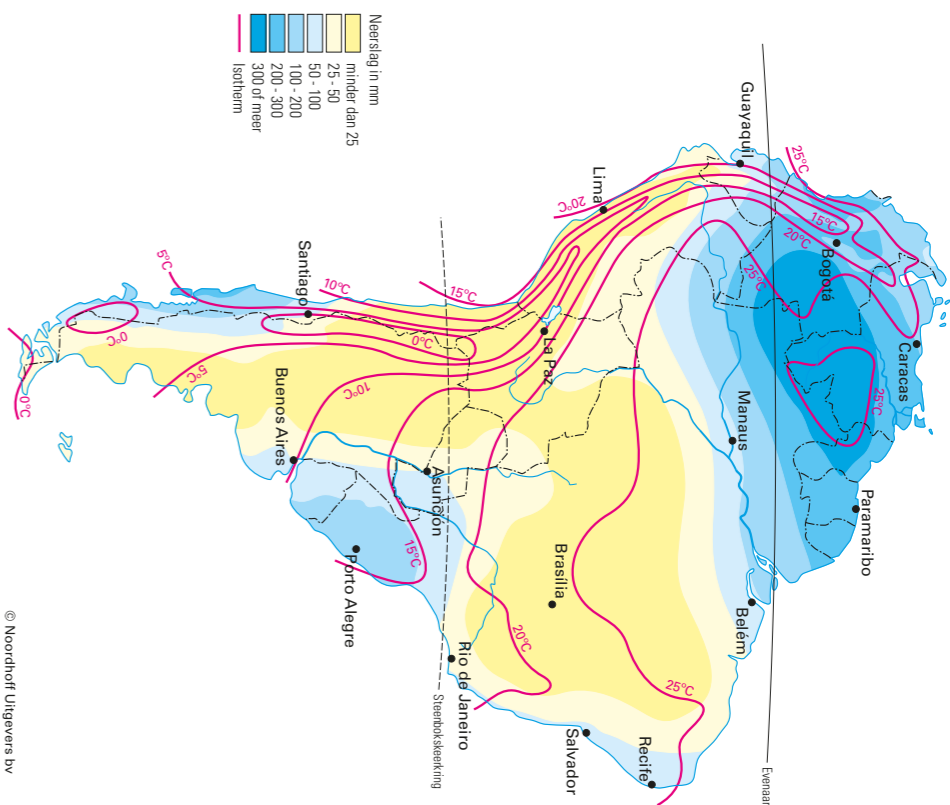 Neerslag in mm
minder dan 25
25 - 50
50 - 100
100 - 200
200 - 300
300 of meer
Isotherm
Evenaar
Steenbokskeerkring
Caracas
Paramaribo
Bogotá
Guayaquil
Manaus
Belém
Lima
Recife
Salvador
La Paz
Brasília
Rio de Janeiro
Asunción
Porto Alegre
Santiago
Buenos Aires
25°C
15°C
20°C
25°C
25°C
20°C
25°C
20°C
15°C
15°C
10°C
5°C
0°C
10°C
5°C
0°C
0°C
© Noordhoff Uitgevers bv